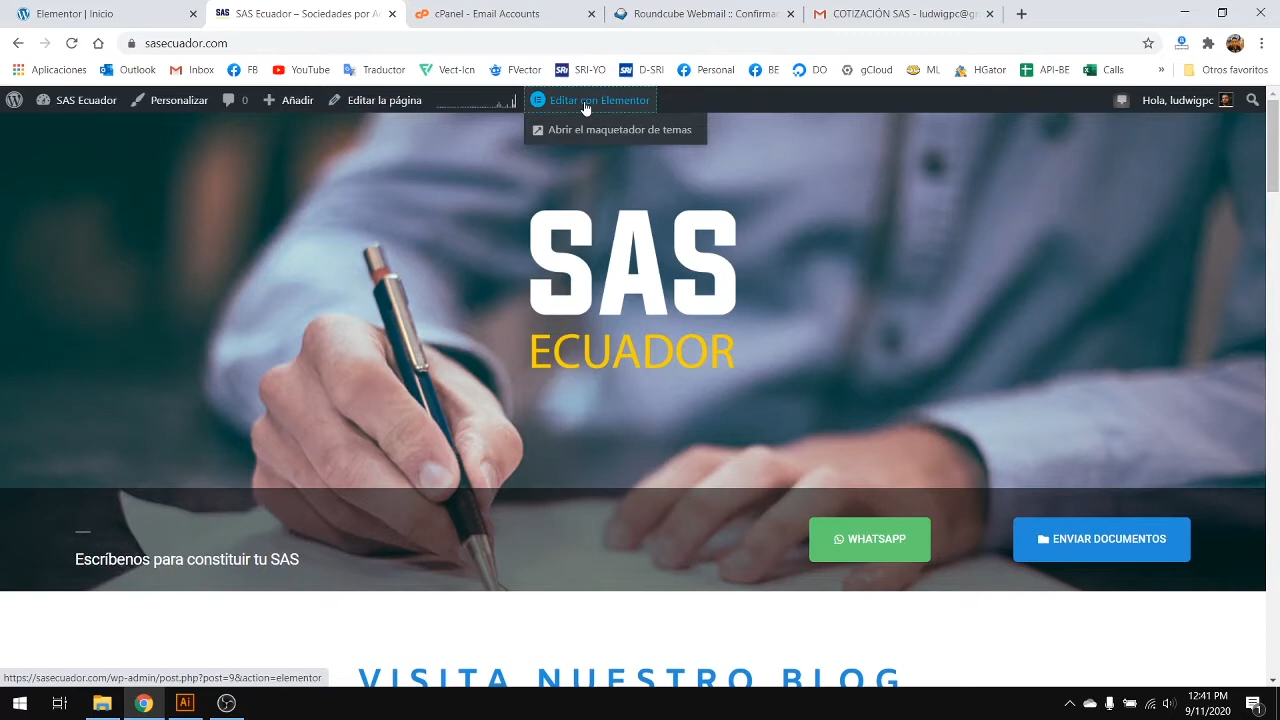 Elementor | Inicio
SAS Ecuador – Sociedades por Ac
cPanel - Email Accounts
Roundcube Webmail :: Confirma
COTIZACIÓN SAS - ludwigpc@g
sasecuador.com
Aplicaciones
Outlook
Inbox
FB
YouTube
Traductor
Vect-Icn
FVector
SRI-YO
D-SRI
Personal
BE
DO
gCloud
ML
HGator
API-BE
Calls
»
Otros favoritos
SAS Ecuador
Personalizar
0
Añadir
Editar la página
Editar con Elementor
Hola, ludwigpc
Abrir el maquetador de temas
SAS
ECUADOR
Escríbenos para constituir tu SAS
WHATSAPP
ENVIAR DOCUMENTOS
VISITA NUESTRO BLOG
https://sasecuador.com/wp-admin/post.php?post=9&action=elementor
Ai
12:41 PM
9/11/2020
1